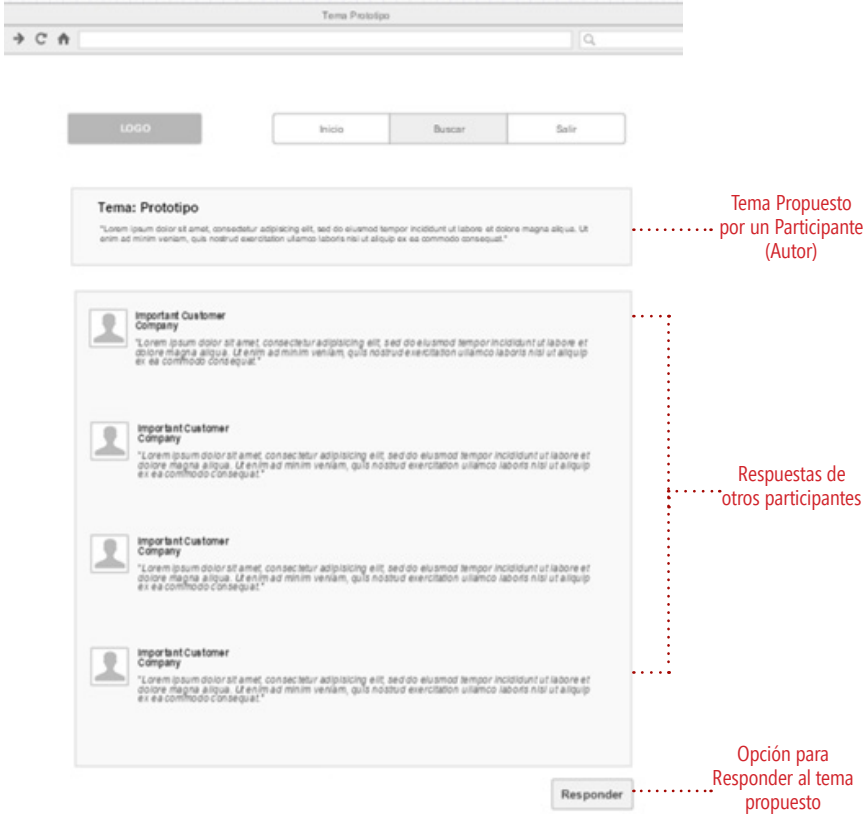 Tema Prototipo
LOGO
Inicio
Buscar
Salir
Tema: Prototipo
"Lorem ipsum dolor sit amet, consedetur adipisicing elit, sed do eiusmod tempor incididunt ut labore et dolore magna aliqua. Ut
enim ad minim veniam, quis nostrud exercitation ullamco laboris nisi ut aliquip ex ea commodo consequat."
Tema Propuesto
por un Participante
(Autor)
Important Customer
Company
"Lorem ipsum dolor sit amet, consectetur adipisicing elit, sed do eiusmod tempor incididunt ut labore et
dolore magna aliqua. Ut enim ad minim veniam, quis nostrud exercitation ullamco laboris nisi ut aliquip
ex ea commodo consequat."
Important Customer
Company
"Lorem ipsum dolor sit amet, consectetur adipisicing elit, sed do eiusmod tempor incididunt ut labore et
dolore magna aliqua. Ut enim ad minim veniam, quis nostrud exercitation ullamco laboris nisi ut aliquip
ex ea commodo consequat."
Respuestas de
otros participantes
Important Customer
Company
"Lorem ipsum dolor sit amet, consectetur adipisicing elit, sed do eiusmod tempor incididunt ut labore et
dolore magna aliqua. Ut enim ad minim veniam, quis nostrud exercitation ullamco laboris nisi ut aliquip
ex ea commodo consequat."
Important Customer
Company
"Lorem ipsum dolor sit amet, consectetur adipisicing elit, sed do eiusmod tempor incididunt ut labore et
dolore magna aliqua. Ut enim ad minim veniam, quis nostrud exercitation ullamco laboris nisi ut aliquip
ex ea commodo consequat."
Responder
Opción para
Responder al tema
propuesto